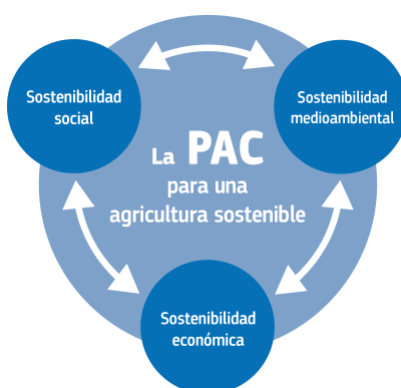 Sostenibilidad
social
Sostenibilidad
medioambiental
La PAC
para una
agricultura sostenible
Sostenibilidad
económica